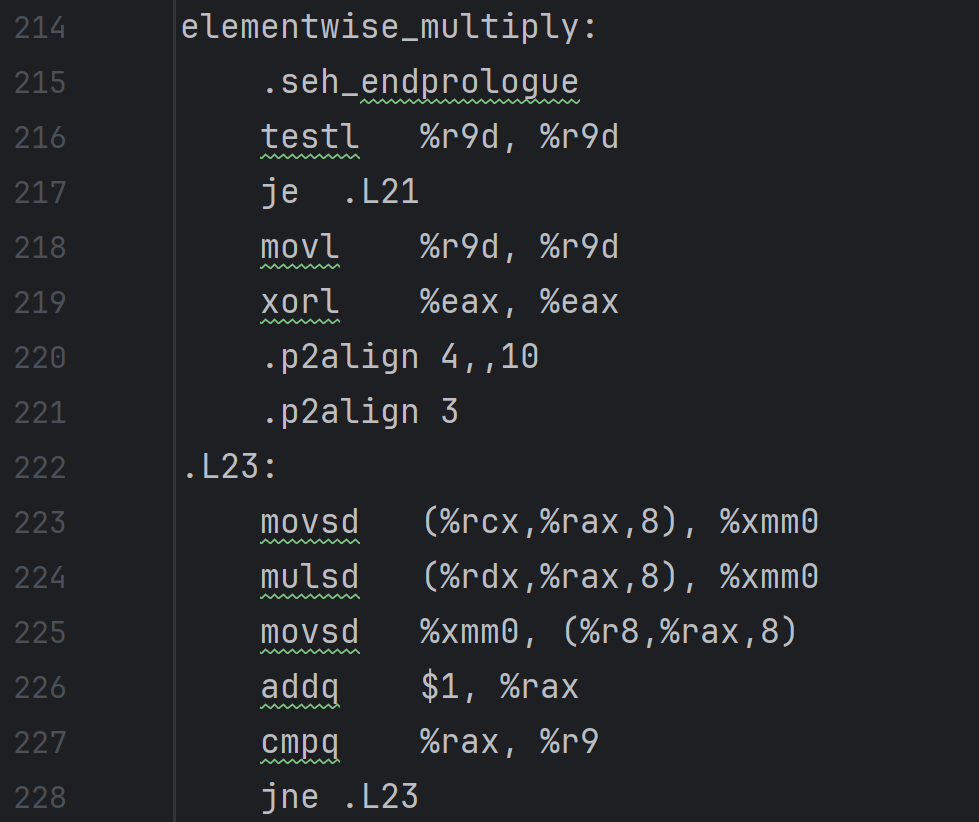 214 elementwise_multiply:
215     .seh_endprologue
216     testl   %r9d, %r9d
217     je  .L21
218     movl    %r9d, %r9d
219     xorl    %eax, %eax
220     .p2align 4,,10
221     .p2align 3
222 .L23:
223     movsd   (%rcx,%rax,8), %xmm0
224     mulsd   (%rdx,%rax,8), %xmm0
225     movsd   %xmm0, (%r8,%rax,8)
226     addq    $1, %rax
227     cmpq    %rax, %r9
228     jne .L23